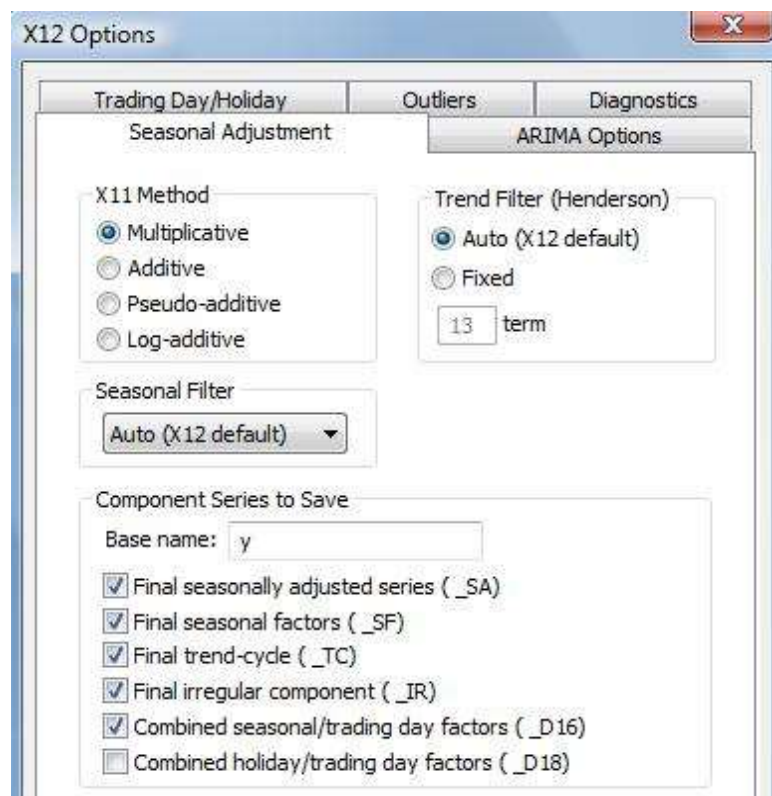 X12 Options
X
Trading Day/Holiday Outliers Diagnostics
Seasonal Adjustment ARIMA Options
X11 Method
Multiplicative
Additive
Pseudo-additive
Log-additive
Trend Filter (Henderson)
Auto (X12 default)
Fixed
13 term
Seasonal Filter
Auto (X12 default)
Component Series to Save
Base name: y
Final seasonally adjusted series ( _SA)
Final seasonal factors ( _SF)
Final trend-cycle ( _TC)
Final irregular component ( _IR)
Combined seasonal/trading day factors ( _D16)
Combined holiday/trading day factors ( _D18)